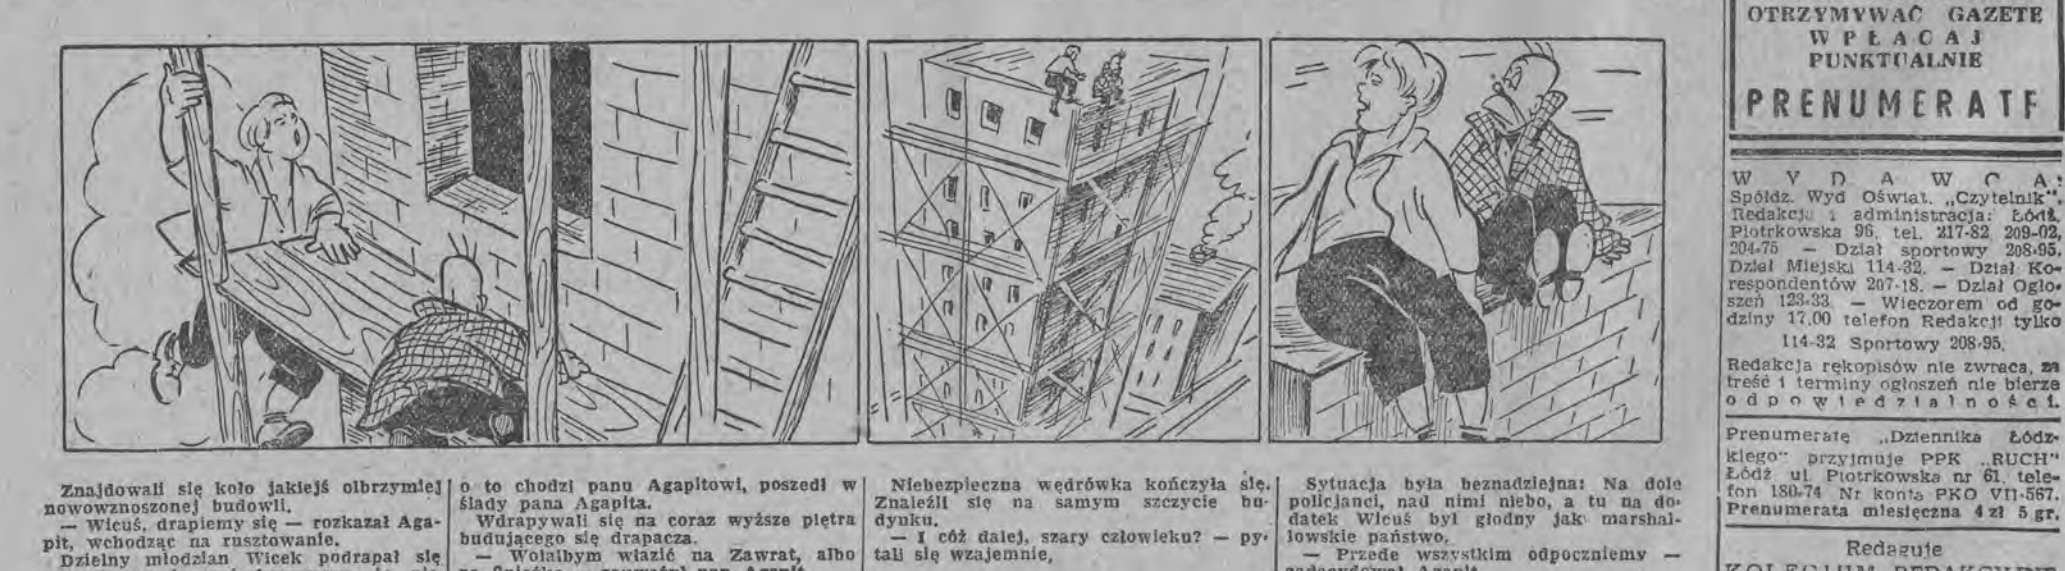 Znajdowali się koło jakiejś olbrzymiej
nowowznoszonej budowli.
— Wicuś, drapiemy się — rozkazał Aga-
pit, wchodząc na rusztowanie.
Dzielny młodzian Wicek podrapał się
o to chodzi panu Agapitowi, poszedł w
ślady pana Agapita.
Wdrapywali się na coraz wyższe piętra
budującego się drapacza.
— Wolałbym włazić na Zawrat, albo
Niebezpieczna wędrówka kończyła się.
Znaleźli się na samym szczycie bu-
dynku.
— I cóż dalej, szary człowieku? — py-
tali się wzajemnie,
Sytuacja była beznadziejna: Na dole
policjanci, nad nimi niebo, a tu na do-
datek Wicuś był głodny jak marshal-
lowskie państwo.
— Przede wszystkim odpoczniemy —
OTRZYMYWAĆ GAZETE
WPŁACAJ
PUNKTUALNIE
PRENUMERATE
WYDAWCA:
Spółdz. Wyd Oświat. „Czytelnik".
Redakcja i administracja: Łódź,
Piotrkowska 96, tel. 217-82 209-02,
204-75 — Dział sportowy 208-95.
Dział Miejski 114-32. — Dział Ko-
respondentów 207-18. — Dział Ogło-
szeń 123-33 — Wieczorem od go-
dziny 17.00 telefon Redakcji tylko
114-32 Sportowy 208-95.
Redakcja rękopisów nie zwraca, za
treść i terminy ogłoszeń nie bierze
odpowiedzialności.
Prenumeratę „Dziennika Łódz-
kiego" przyjmuje PPK „RUCH"
Łódź ul. Piotrkowska nr 61, tele-
fon 180-74 Nr konta PKO VII-567.
Prenumerata miesięczna 4 zł 5 gr.
Redaguje
KOLEGIUM REDAKCYJNE